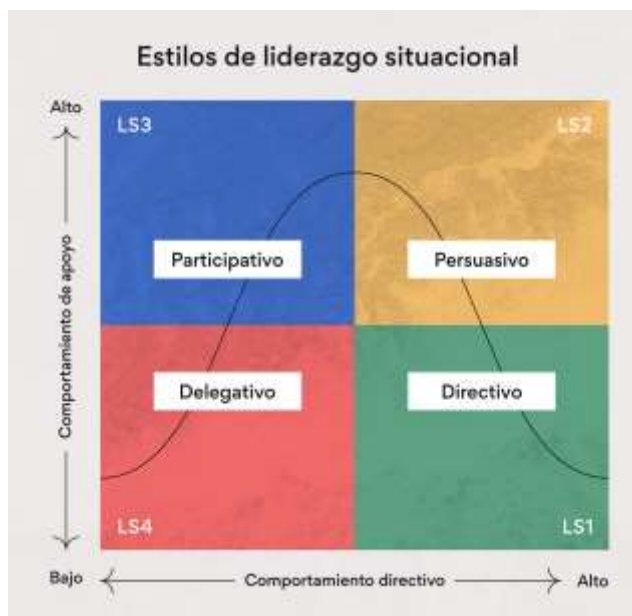 Estilos de liderazgo situacional
Alto
LS3
LS2
Comportamiento de apoyo
Participativo
Persuasivo
Delegativo
Directivo
LS4
LS1
Bajo
Comportamiento directivo
Alto